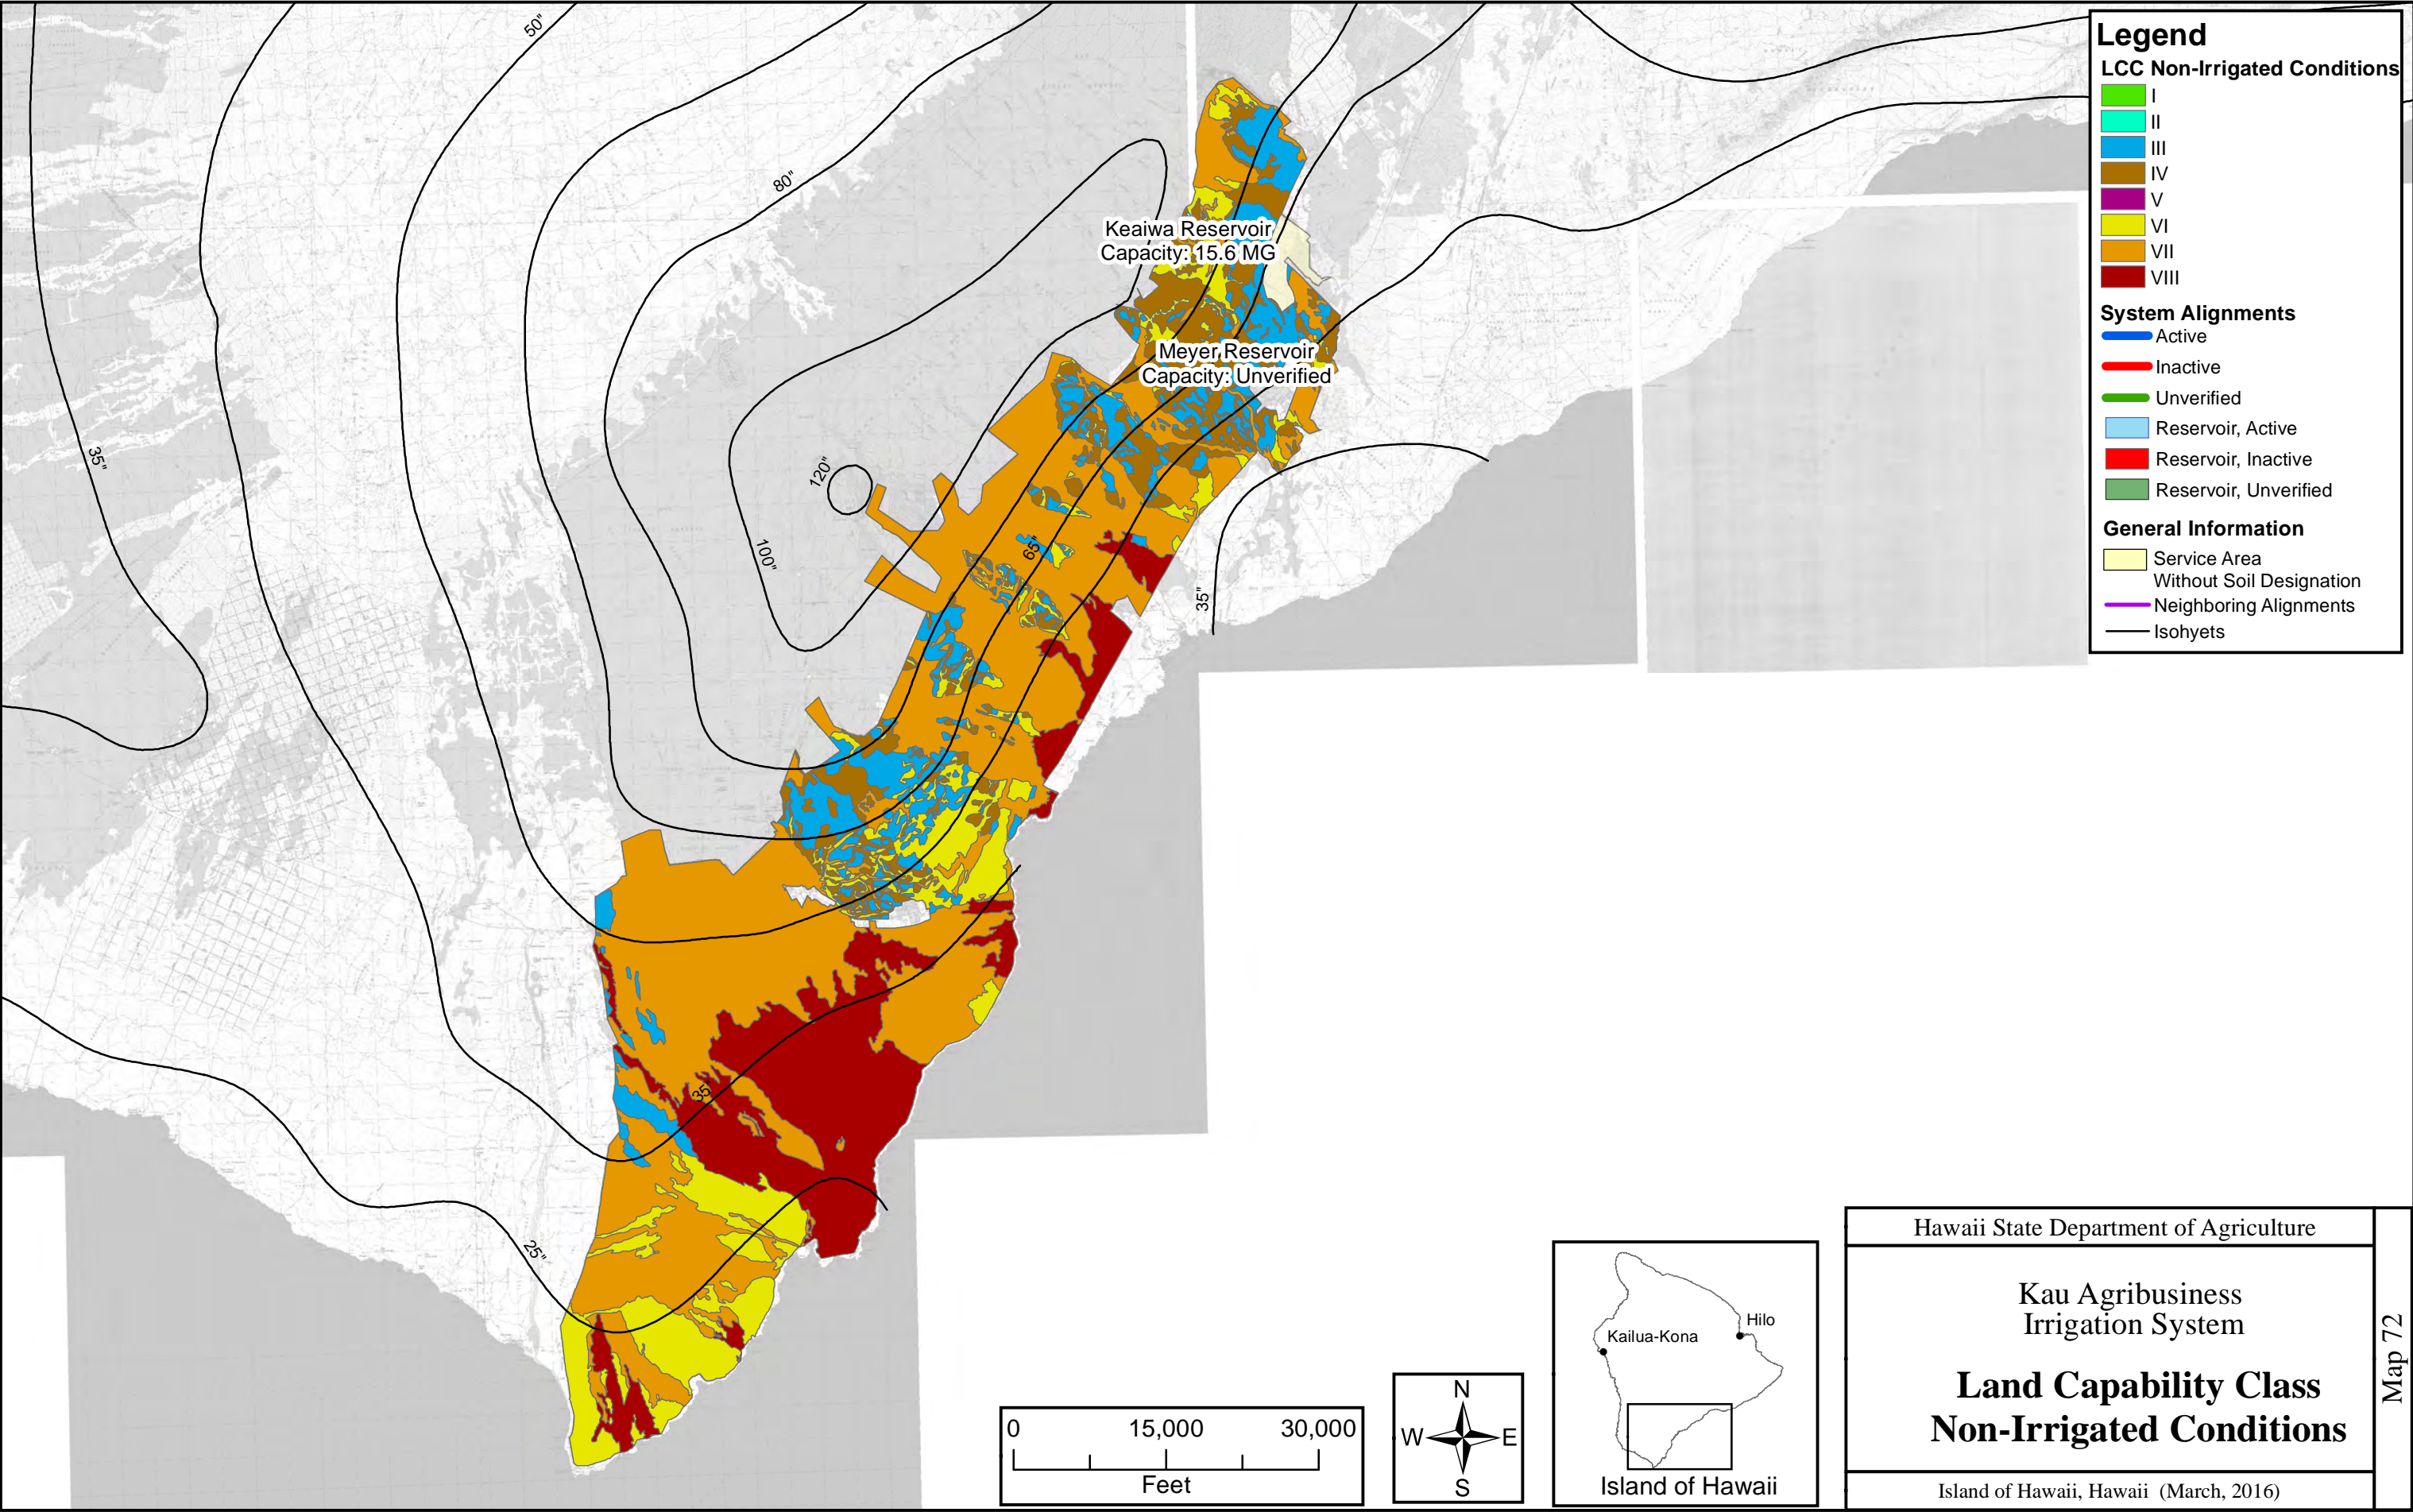 50"
80"
35"
120"
100"
65"
35"
35"
25"
Keaiwa Reservoir
Capacity: 15.6 MG
Meyer Reservoir
Capacity: Unverified
Legend
LCC Non-Irrigated Conditions
I
II
III
IV
V
VI
VII
VIII
System Alignments
Active
Inactive
Unverified
Reservoir, Active
Reservoir, Inactive
Reservoir, Unverified
General Information
Service Area
Without Soil Designation
Neighboring Alignments
Isohyets
0 15,000 30,000
Feet
N
W E
S
Hilo
Kailua-Kona
Island of Hawaii
Hawaii State Department of Agriculture
Kau Agribusiness
Irrigation System
Land Capability Class
Non-Irrigated Conditions
Island of Hawaii, Hawaii (March, 2016)
Map 72